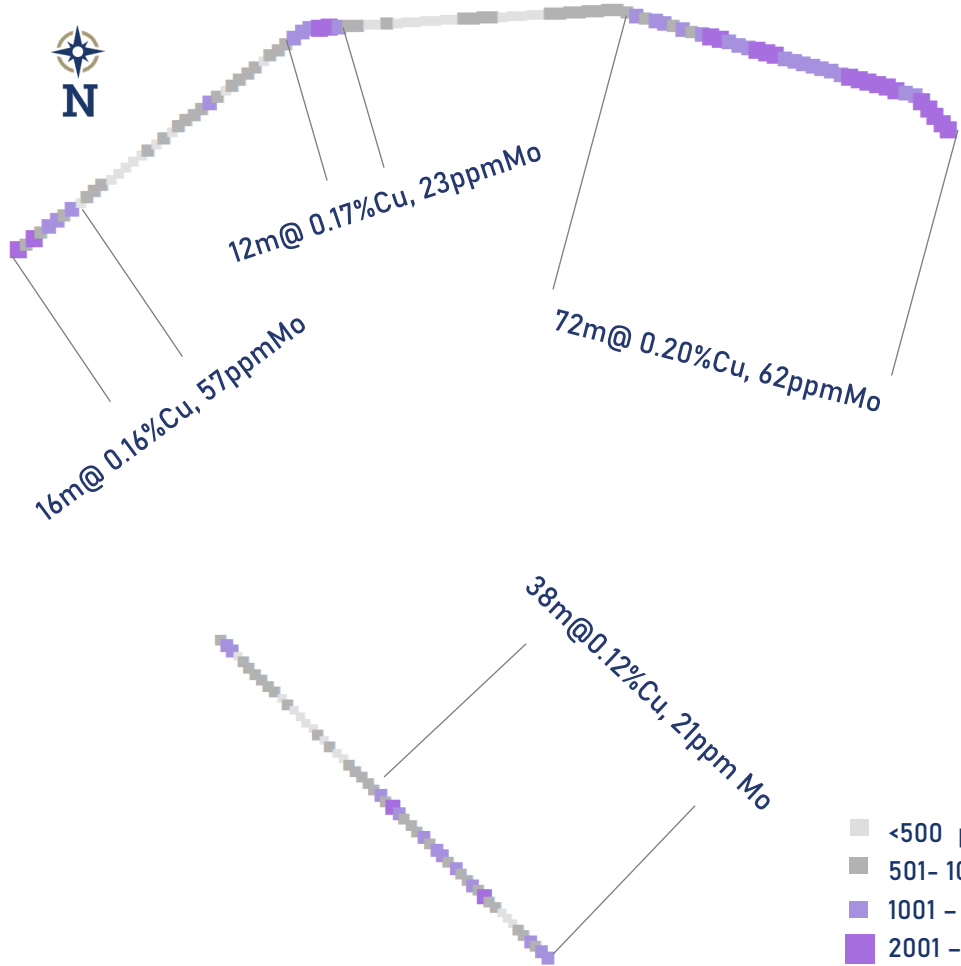 N
12m@ 0.17%Cu, 23ppmMo
72m@ 0.20%Cu, 62ppmMo
16m@ 0.16%Cu, 57ppmMo
38m@0.12%Cu, 21ppm Mo
<500
501- 10
1001 –
2001 –